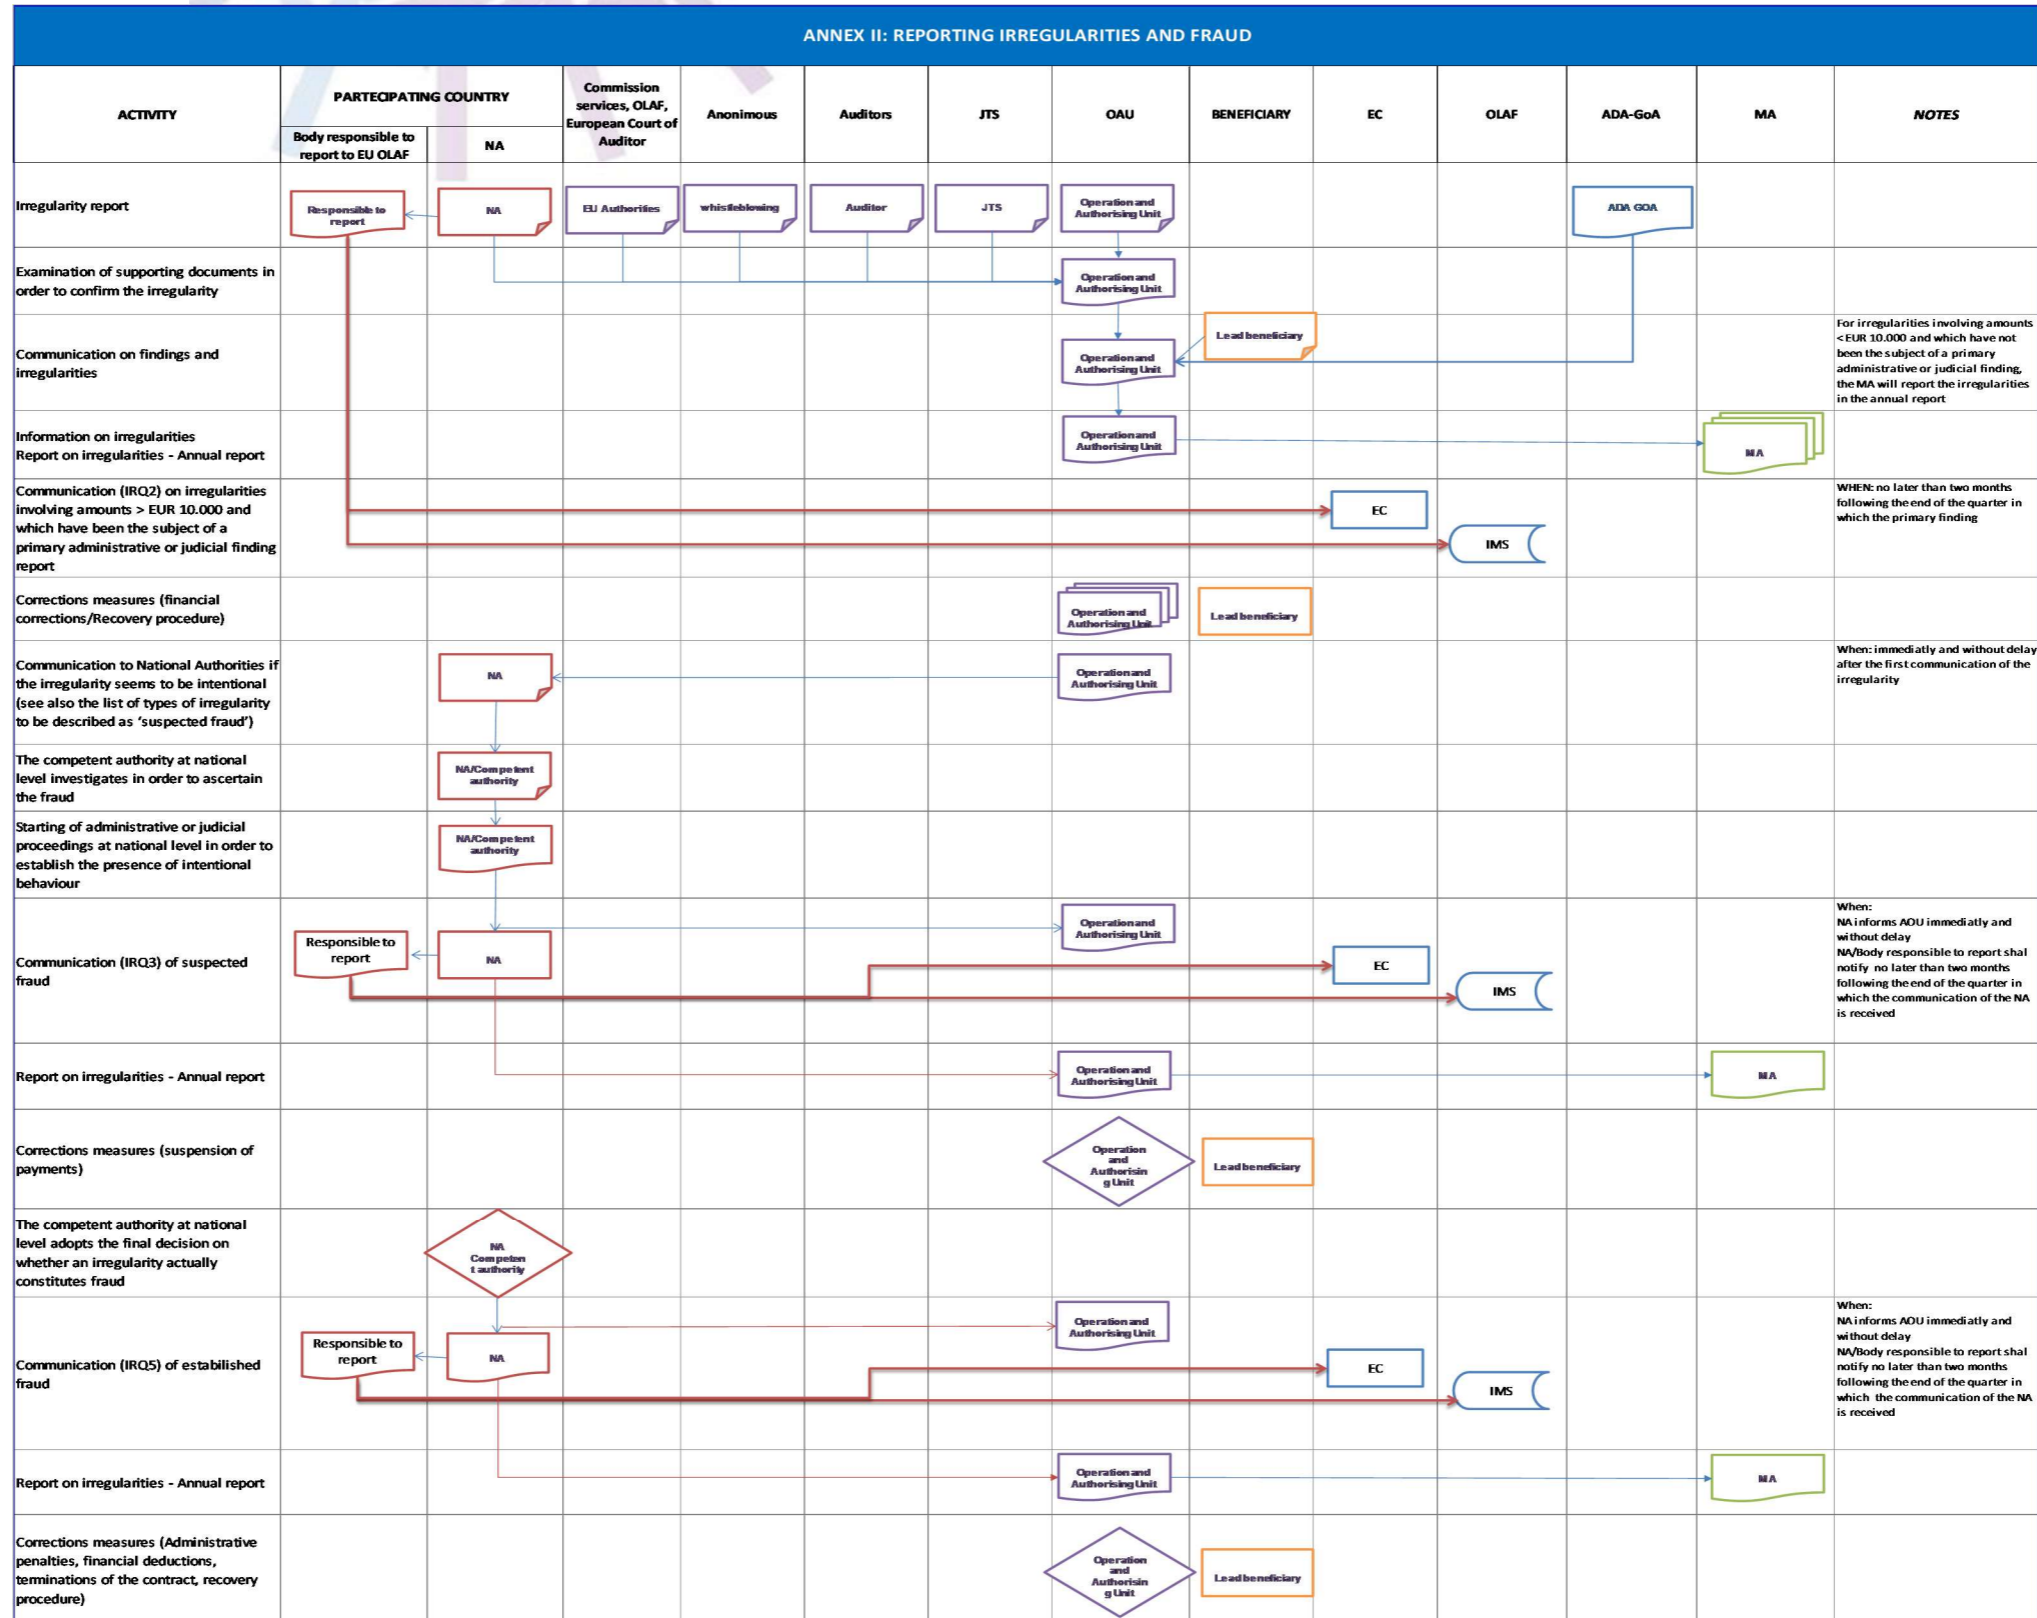 ANNEX II: REPORTING IRREGULARITIES AND FRAUD
ACTIVITY
PARTECIPATING COUNTRY
Body responsible to
report to EU OLAF
NA
Commission
services, OLAF,
European Court of
Auditor
Anonimous
Auditors
JTS
OAU
BENEFICIARY
EC
OLAF
ADA-GoA
MA
NOTES
Irregularity report
Responsible to
report
NA
EU Authorities
whistleblowing
Auditor
JTS
Operation and
Authorising Unit
ADA GOA
Examination of supporting documents in
order to confirm the irregularity
Operation and
Authorising Unit
Communication on findings and
irregularities
Operation and
Authorising Unit
Lead beneficiary
For irregularities involving amounts
< EUR 10.000 and which have not
been the subject of a primary
administrative or judicial finding,
the MA will report the irregularities
in the annual report
Information on irregularities
Report on irregularities - Annual report
Operation and
Authorising Unit
MA
Communication (IRQ2) on irregularities
involving amounts > EUR 10.000 and
which have been the subject of a
primary administrative or judicial finding
report
EC
IMS
WHEN: no later than two months
following the end of the quarter in
which the primary finding
Corrections measures (financial
corrections/Recovery procedure)
Operation and
Authorising Unit
Lead beneficiary
Communication to National Authorities if
the irregularity seems to be intentional
(see also the list of types of irregularity
to be described as ‘suspected fraud’)
NA
Operation and
Authorising Unit
When: immediatly and without delay
after the first communication of the
irregularity
The competent authority at national
level investigates in order to ascertain
the fraud
NA/Competent
authority
Starting of administrative or judicial
proceedings at national level in order to
establish the presence of intentional
behaviour
NA/Competent
authority
Communication (IRQ3) of suspected
fraud
Responsible to
report
NA
Operation and
Authorising Unit
EC
IMS
When:
NA informs AOU immediatly and
without delay
NA/Body responsible to report shal
notify no later than two months
following the end of the quarter in
which the communication of the NA
is received
Report on irregularities - Annual report
Operation and
Authorising Unit
MA
Corrections measures (suspension of
payments)
Operation
and
Authorisin
g Unit
Lead beneficiary
The competent authority at national
level adopts the final decision on
whether an irregularity actually
constitutes fraud
NA
Competen
t authority
Communication (IRQ5) of estabilished
fraud
Responsible to
report
NA
Operation and
Authorising Unit
EC
IMS
When:
NA informs AOU immediatly and
without delay
NA/Body responsible to report shal
notify no later than two months
following the end of the quarter in
which the communication of the NA
is received
Report on irregularities - Annual report
Operation and
Authorising Unit
MA
Corrections measures (Administrative
penalties, financial deductions,
terminations of the contract, recovery
procedure)
Operation
and
Authorisin
g Unit
Lead beneficiary